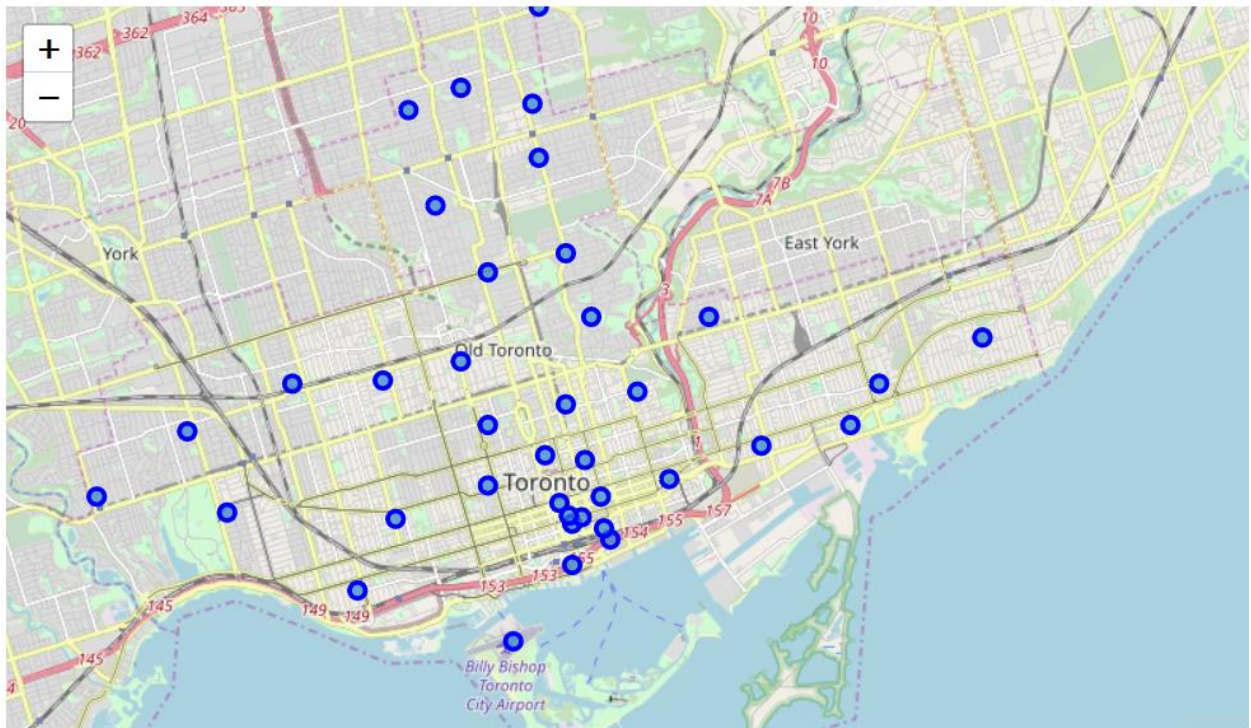 364
363
362
362
10
10
+
−
20
7B
7A
York
East York
3
Old Toronto
1
Toronto
157
154
155
155
153
153
149
149
145
145
4
Billy Bishop
Toronto
City Airport